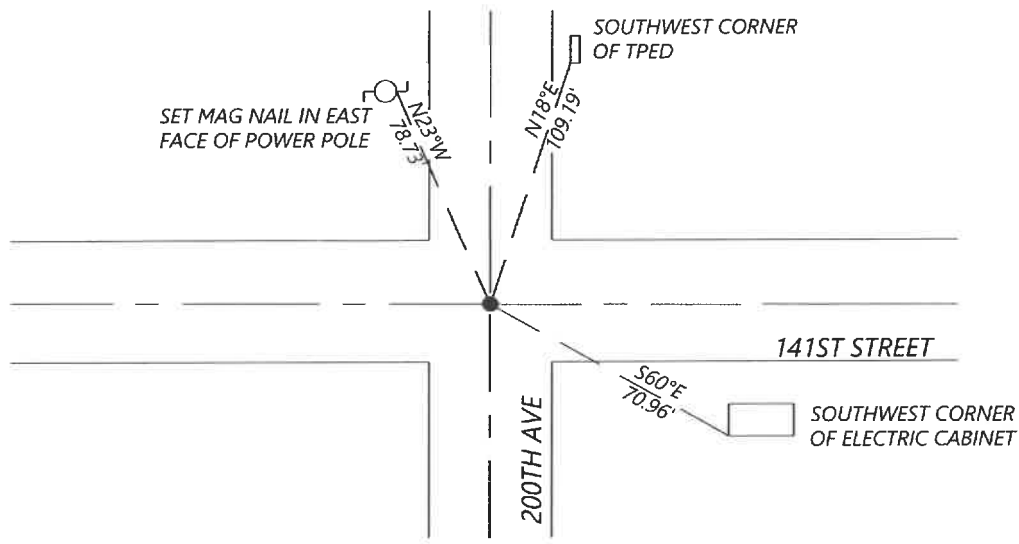 SOUTHWEST CORNER
OF TPED
SET MAG NAIL IN EAST
FACE OF POWER POLE
N23°W
78.73'
N18°E
109.19'
141ST STREET
S60°E
70.96'
SOUTHWEST CORNER
OF ELECTRIC CABINET
200TH AVE